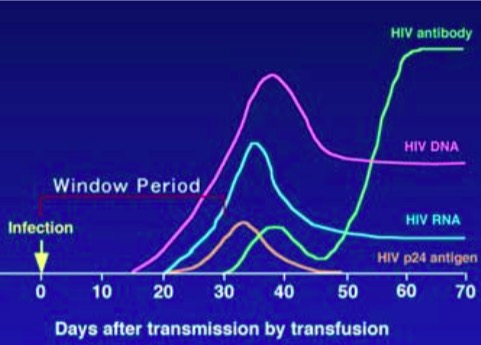 HIV antibody
HIV DNA
Window Period
HIV RNA
Infection
HIV p24 antigen
0 10 20 30 40 50 60 70
Days after transmission by transfusion